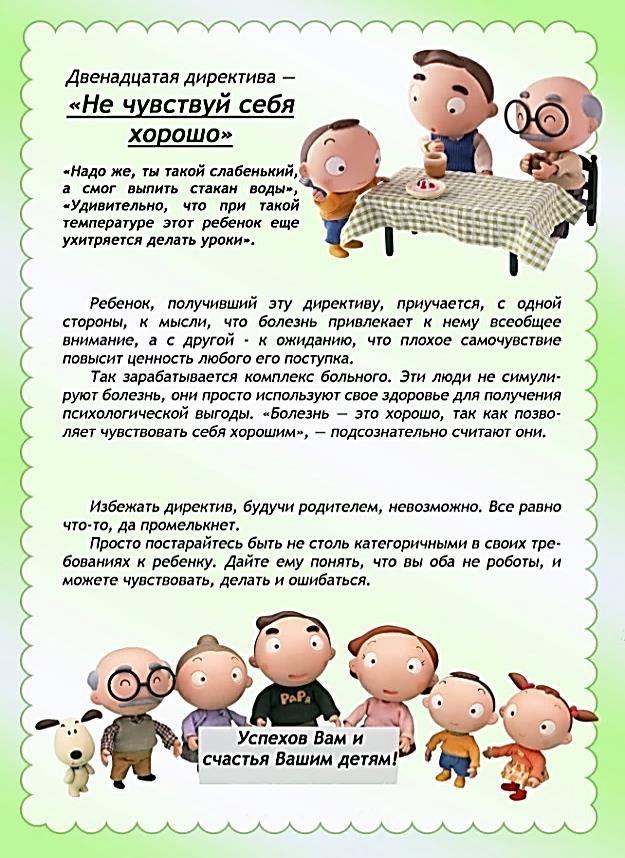 Двенадцатая директива —
«Не чувствуй себя
хорошо»
«Надо же, ты такой слабенький,
а смог выпить стакан воды»,
«Удивительно, что при такой
температуре этот ребенок еще
ухитряется делать уроки».
Ребенок, получивший эту директиву, приучается, с одной
стороны, к мысли, что болезнь привлекает к нему всеобщее
внимание, а с другой - к ожиданию, что плохое самочувствие
повысит ценность любого его поступка.
Так зарабатывается комплекс больного. Эти люди не симули-
руют болезнь, они просто используют свое здоровье для получения
психологической выгоды. «Болезнь — это хорошо, так как позво-
ляет чувствовать себя хорошим», — подсознательно считают они.
Избежать директив, будучи родителем, невозможно. Все равно
что-то, да промелькнет.
Просто постарайтесь быть не столь категоричными в своих тре-
бованиях к ребенку. Дайте ему понять, что вы оба не роботы, и
можете чувствовать, делать и ошибаться.
PAPA
Успехов Вам и
счастья Вашим детям!